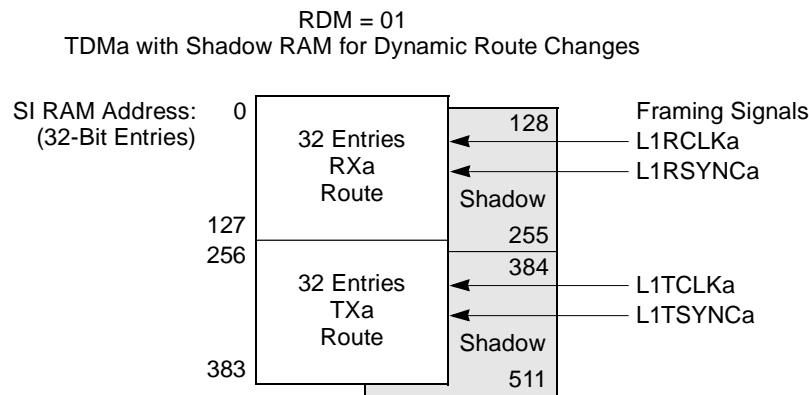 RDM = 01
TDMa with Shadow RAM for Dynamic Route Changes
SI RAM Address:
(32-Bit Entries)
0
32 Entries
RXa
Route
127
128
Shadow
255
Framing Signals
L1RCLKa
L1RSYNCa
256
32 Entries
TXa
Route
383
384
Shadow
511
L1TCLKa
L1TSYNCa